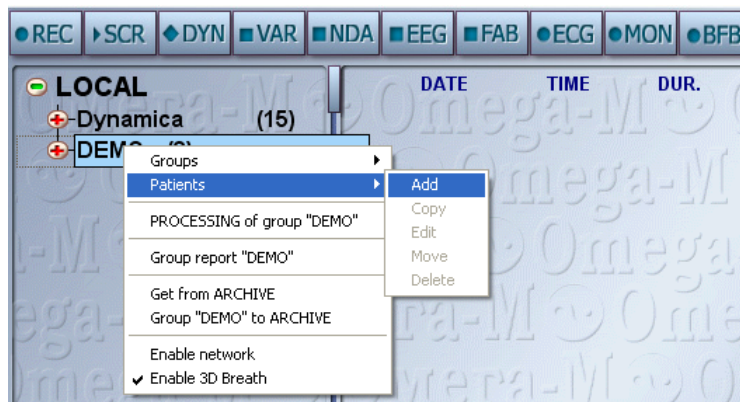 REC SCR DYN VAR NDA EEG FAB ECG MON BFB
LOCAL
DATE TIME DUR.
Dynamica (15)
DEMO
Groups
Patients
Add
Copy
Edit
Move
Delete
PROCESSING of group "DEMO"
Group report "DEMO"
Get from ARCHIVE
Group "DEMO" to ARCHIVE
Enable network
Enable 3D Breath
Omega-M